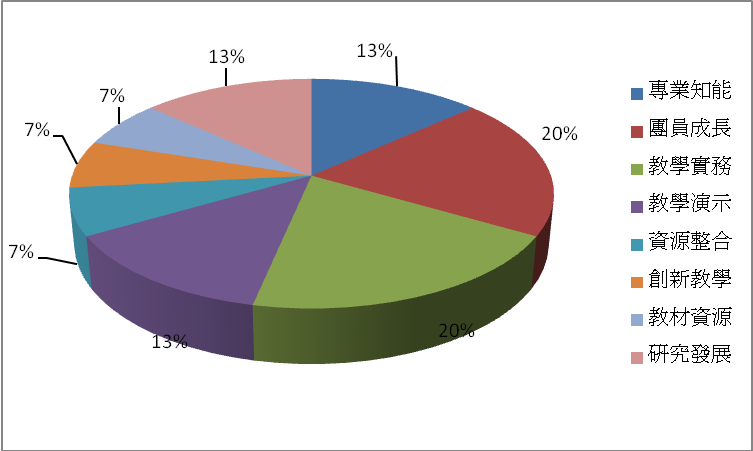 13%
13%
7%
20%
7%
7%
13%
20%
專業知能
團員成長
教學實務
教學演示
資源整合
創新教學
教材資源
研究發展